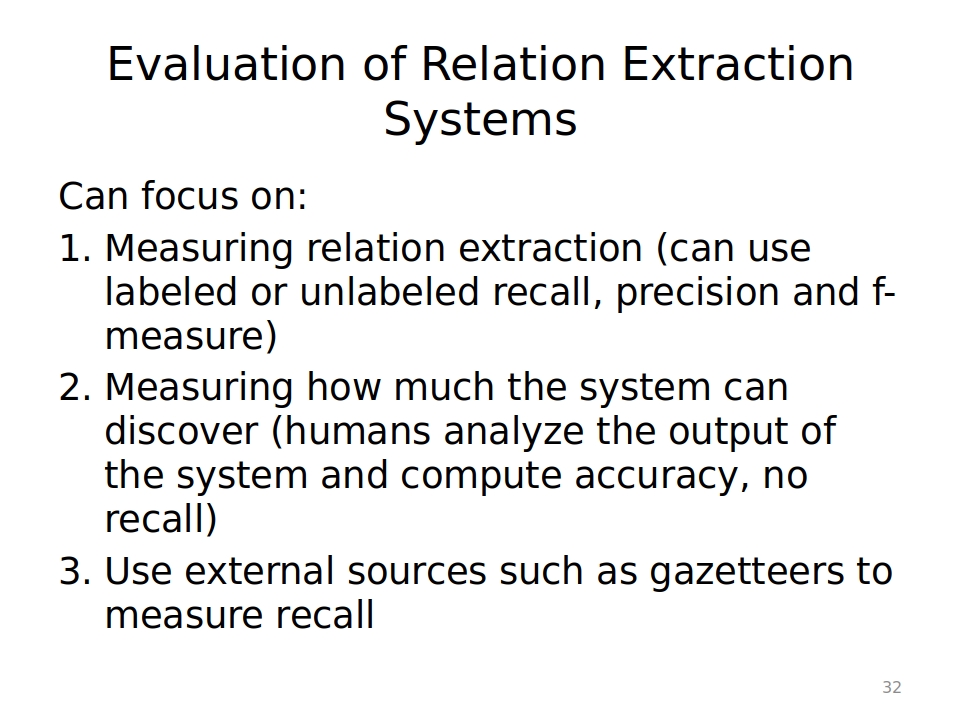 Evaluation of Relation Extraction
Systems
Can focus on:
1. Measuring relation extraction (can use
labeled or unlabeled recall, precision and f-
measure)
2. Measuring how much the system can
discover (humans analyze the output of
the system and compute accuracy, no
recall)
3. Use external sources such as gazetteers to
measure recall
32